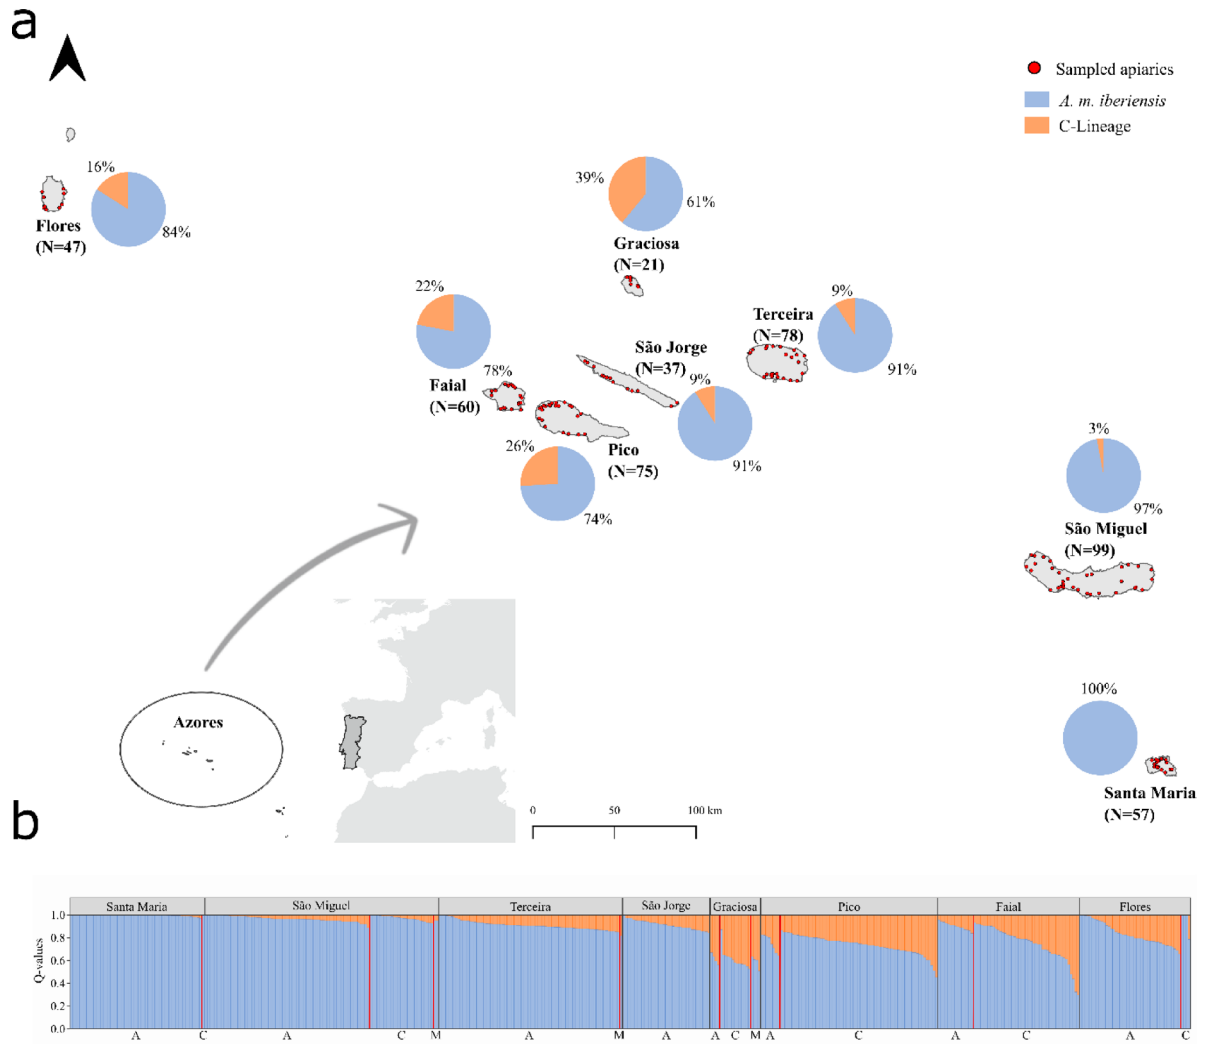 a
Sampled apiaries
A. m. iberiensis
C-Lineage
16%
84%
Flores
(N=47)
39%
61%
Graciosa
(N=21)
22%
78%
Faial
(N=60)
São Jorge
(N=37)
9%
91%
Terceira
(N=78)
9%
91%
Pico
(N=75)
26%
74%
3%
97%
São Miguel
(N=99)
100%
Santa Maria
(N=57)
Azores
0 50 100 km
b
Santa Maria São Miguel Terceira São Jorge Graciosa Pico Faial Flores
Q-values
1.0
0.8
0.6
0.4
0.2
0.0
A C A C M A M A A C M A C A C A C